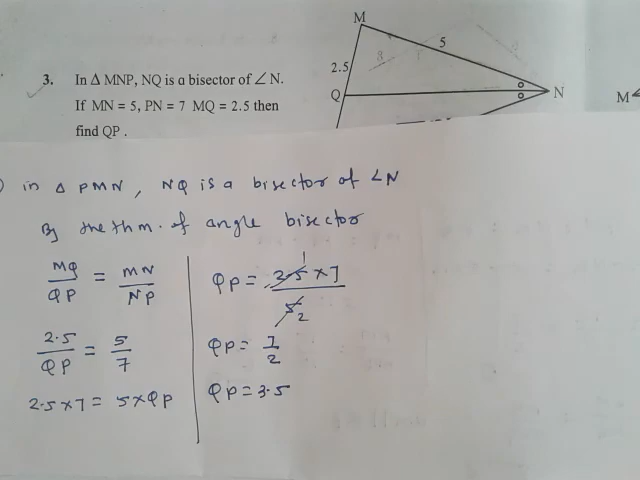 M
5
3. In Δ MNP, NQ is a bisector of ∠ N.
2.5
If MN = 5, PN = 7 MQ = 2.5 then
Q
N
M
find QP .
) in Δ PMN , NQ is a bisector of ∠N
By the thm. of angle bisector
MQ/QP = MN/NP
2.5/QP = 5/7
2.5 x 7 = 5 x QP
QP = 2.5 x 7 / 5 1 2
QP = 7/2
QP = 3.5